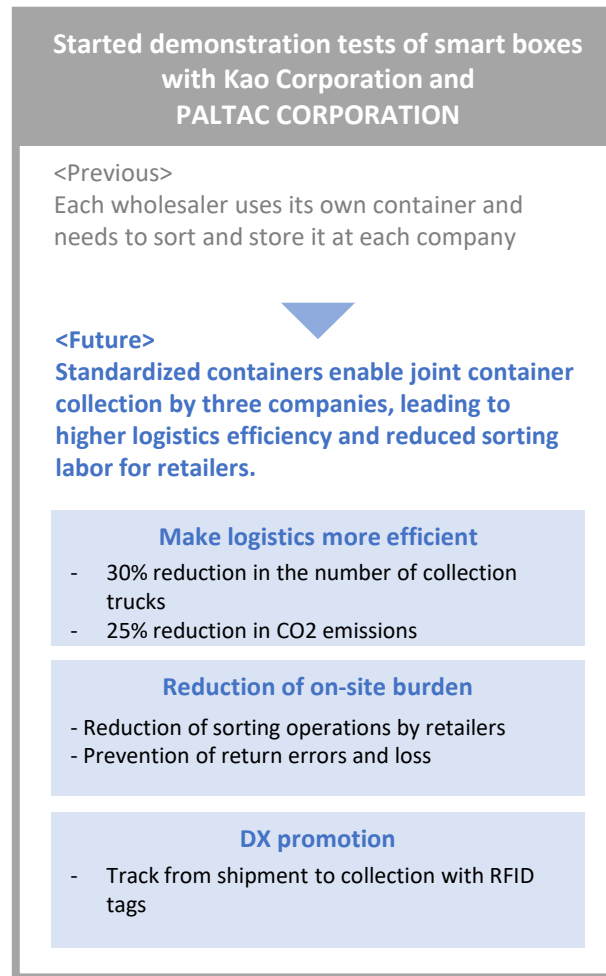 Started demonstration tests of smart boxes
with Kao Corporation and
PALTAC CORPORATION
<Previous>
Each wholesaler uses its own container and
needs to sort and store it at each company
<Future>
Standardized containers enable joint container
collection by three companies, leading to
higher logistics efficiency and reduced sorting
labor for retailers.
Make logistics more efficient
- 30% reduction in the number of collection
trucks
- 25% reduction in CO2 emissions
Reduction of on-site burden
- Reduction of sorting operations by retailers
- Prevention of return errors and loss
DX promotion
- Track from shipment to collection with RFID
tags